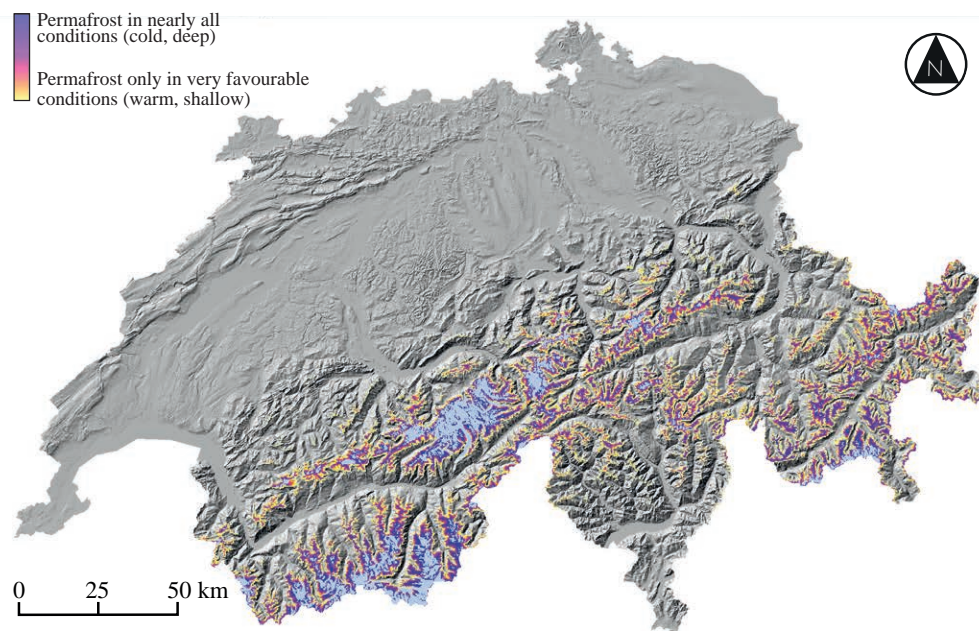 Permafrost in nearly all
conditions (cold, deep)
Permafrost only in very favourable
conditions (warm, shallow)
N
0 25 50 km